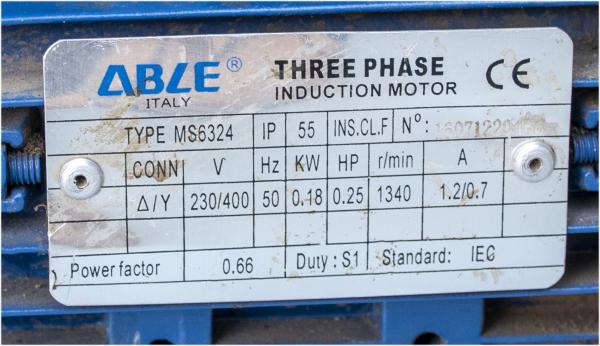 ABLE®
ITALY
THREE PHASE
INDUCTION MOTOR
CE
TYPE MS6324 IP 55 INS.CL.F Nº:
CONN V Hz KW HP r/min A
Δ/Y 230/400 50 0.18 0.25 1340 1.2/0.7
Power factor 0.66 Duty: S1 Standard: IEC